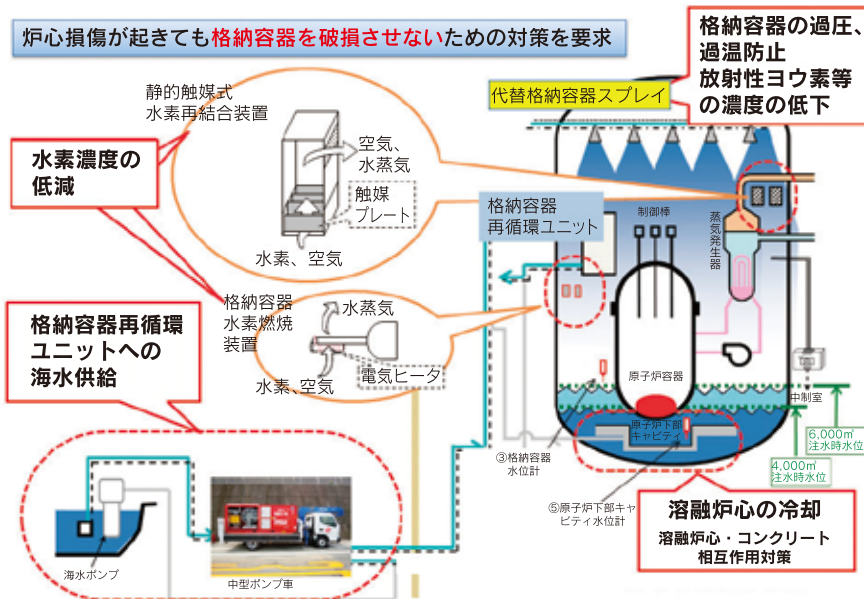 炉心損傷が起きても格納容器を破損させないための対策を要求
格納容器の過圧、
過温防止
放射性ヨウ素等
の濃度の低下
代替格納容器スプレイ
静的触媒式
水素再結合装置
空気、
水蒸気
触媒
プレート
水素、空気
水素濃度の
低減
格納容器
再循環ユニット
制御棒
蒸気発生器
格納容器
水素燃焼
装置
水蒸気
水素、空気
電気ヒータ
格納容器再循環
ユニットへの
海水供給
原子炉容器
原子炉下部
キャビティ
中制室
6,000㎥
注水時水位
4,000㎥
注水時水位
③格納容器
水位計
⑤原子炉下部キャ
ビティ水位計
溶融炉心の冷却
溶融炉心・コンクリート
相互作用対策
海水ポンプ
中型ポンプ車